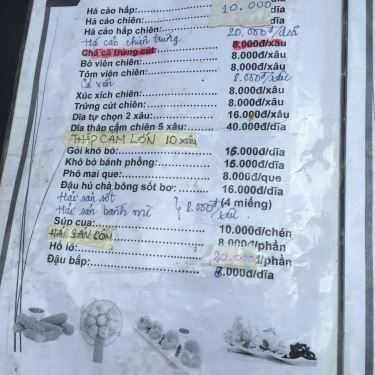 Há cảo hấp:
10.000
Há cảo chiên:........./dĩa
Há cảo hấp chiên 20.000đ/dĩa
Há cảo chiên trứng
Chả cá trứng cút: 8.000đ/xâu
Bò viên chiên: 8.000đ/xâu
Tôm viên chiên: 8.000đ/xâu
Cá viên 8.000đ/xâu
Xúc xích chiên: 8.000đ/xâu
Trứng cút chiên: 8.000đ/xâu
Dĩa tự chọn 2 xâu: 16.000đ/xâu
Dĩa thập cẩm chiên 5 xâu: 40.000đ/dĩa
THẬP CẨM LỚN 10 xâu
Gỏi khô bò: 15.000đ/dĩa
Khô bò bánh phồng: 15.000đ/dĩa
Phô mai que: 8.000đ/que
Đậu hủ chà bông sốt bơ: 16.000đ/dĩa
(4 miếng)
Hải sản sốt
Hải sản bánh mì 8.000đ/xâu
Súp cua: 10.000đ/chén
HẢI SẢN 8.000đ/phần
Hồ lô: 20.000đ/phần
Đậu bắp: 7.000đ/dĩa